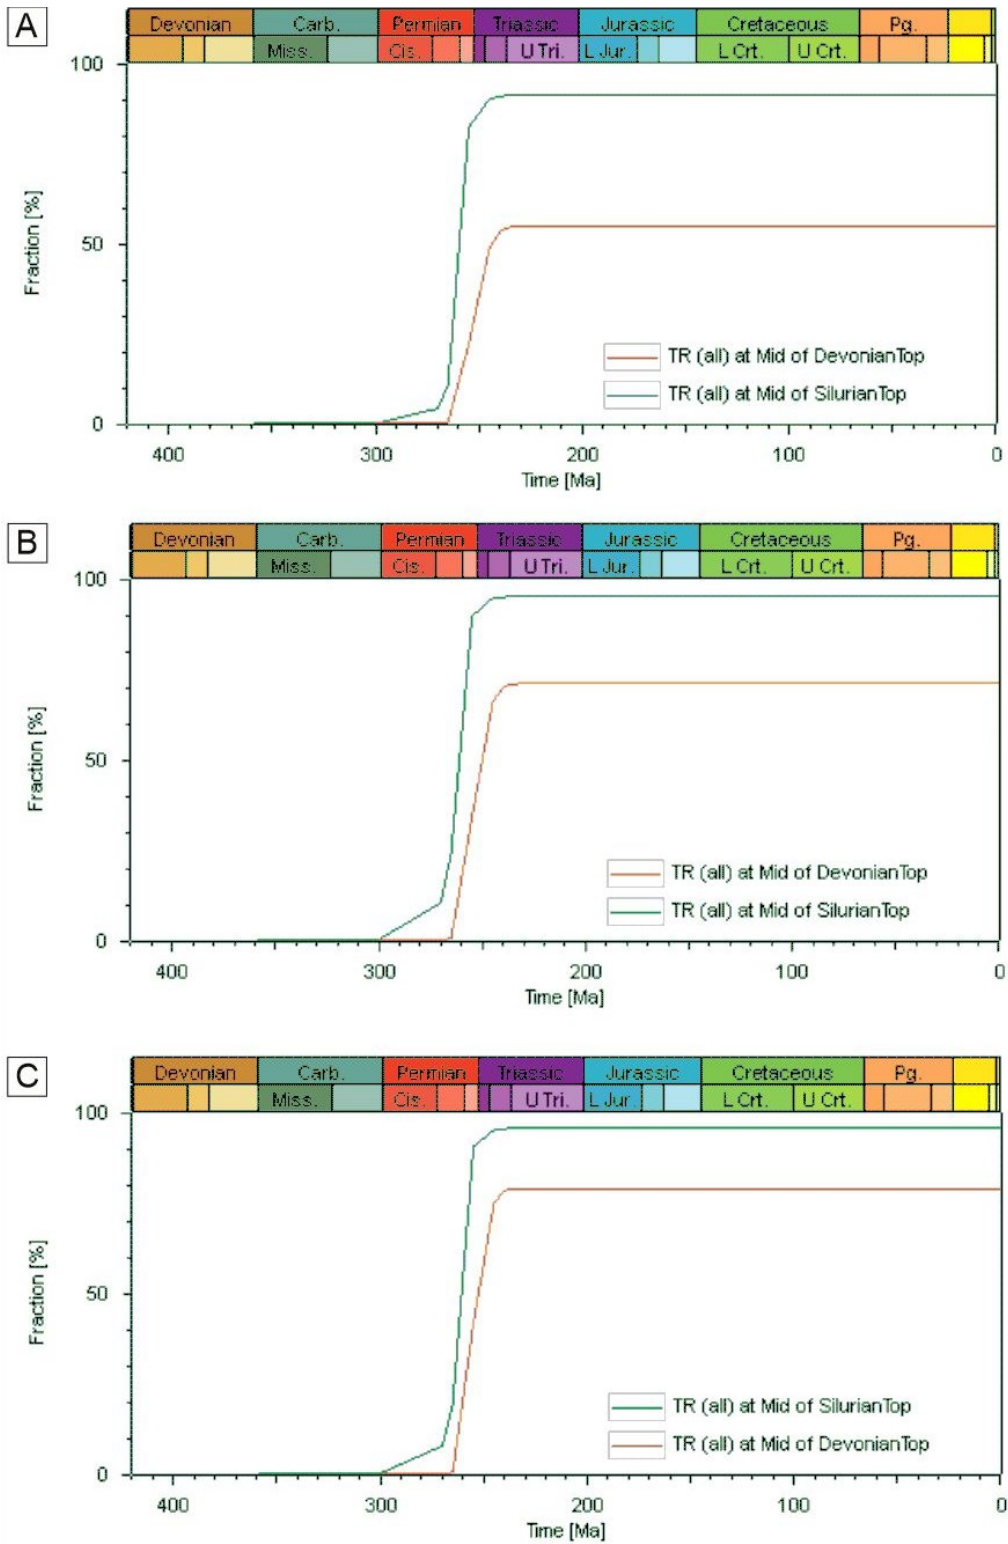 A
Devonian Carb. Permian Triassic Jurassic Cretaceous Pg.
Miss. Cis. U Tri. L Jur. L Crt. U Crt.
100
50
0
Fraction [%]
TR (all) at Mid of DevonianTop
TR (all) at Mid of SilurianTop
400 300 200 100 0
Time [Ma]
B
Devonian Carb. Permian Triassic Jurassic Cretaceous Pg.
Miss. Cis. U Tri. L Jur. L Crt. U Crt.
100
50
0
Fraction [%]
TR (all) at Mid of DevonianTop
TR (all) at Mid of SilurianTop
400 300 200 100 0
Time [Ma]
C
Devonian Carb. Permian Triassic Jurassic Cretaceous Pg.
Miss. Cis. U Tri. L Jur. L Crt. U Crt.
100
50
0
Fraction [%]
TR (all) at Mid of SilurianTop
TR (all) at Mid of DevonianTop
400 300 200 100 0
Time [Ma]